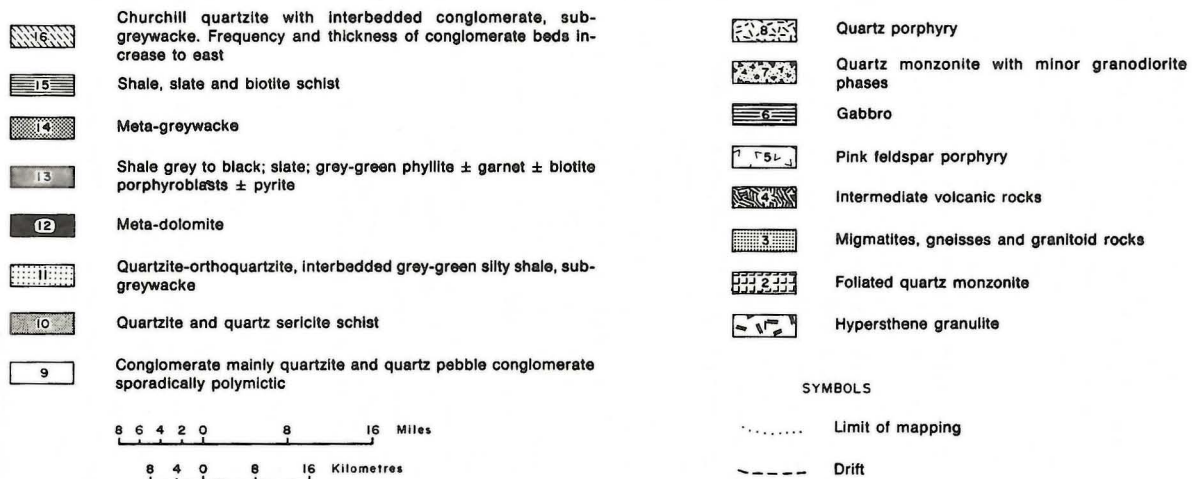 16 Churchill quartzite with interbedded conglomerate, sub-
greywacke. Frequency and thickness of conglomerate beds in-
crease to east
15 Shale, slate and biotite schist
14 Meta-greywacke
13 Shale grey to black; slate; grey-green phyllite ± garnet ± biotite
porphyroblasts ± pyrite
12 Meta-dolomite
11 Quartzite-orthoquartzite, interbedded grey-green silty shale, sub-
greywacke
10 Quartzite and quartz sericite schist
9 Conglomerate mainly quartzite and quartz pebble conglomerate
sporadically polymictic
8 6 4 2 0 8 16 Miles
8 4 0 8 16 Kilometres
8 Quartz porphyry
7 Quartz monzonite with minor granodiorite
phases
6 Gabbro
5 Pink feldspar porphyry
4 Intermediate volcanic rocks
3 Migmatites, gneisses and granitoid rocks
2 Foliated quartz monzonite
Hypersthene granulite
SYMBOLS
Limit of mapping
Drift